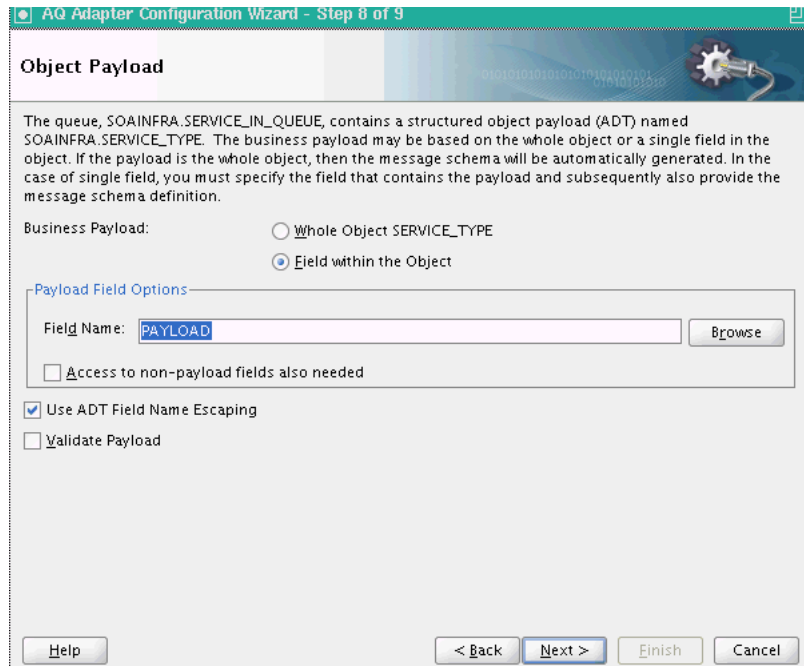 AQ Adapter Configuration Wizard - Step 8 of 9
Object Payload
The queue, SOAINFRA.SERVICE_IN_QUEUE, contains a structured object payload (ADT) named
SOAINFRA.SERVICE_TYPE. The business payload may be based on the whole object or a single field in the
object. If the payload is the whole object, then the message schema will be automatically generated. In the
case of single field, you must specify the field that contains the payload and subsequently also provide the
message schema definition.
Business Payload:
Whole Object SERVICE_TYPE
Field within the Object
Payload Field Options
Field Name: PAYLOAD Browse
Access to non-payload fields also needed
Use ADT Field Name Escaping
Validate Payload
Help < Back Next > Finish Cancel